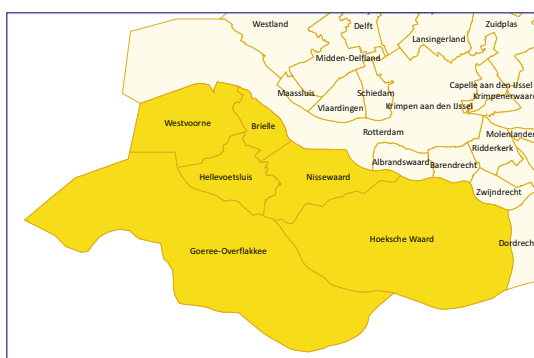 Westland
Delft
Zuidplas
Lansingerland
Midden-Delfland
Capelle aan den IJssel
Maassluis
Schiedam
Krimpenerwaard
Vlaardingen
Krimpen aan den IJssel
Westvoorne
Brielle
Rotterdam
Molenlanden
Ridderkerk
Albrandswaard
Barendrecht
Hellevoetsluis
Nissewaard
Zwijndrecht
Hoeksche Waard
Dordrech
Goeree-Overflakkee